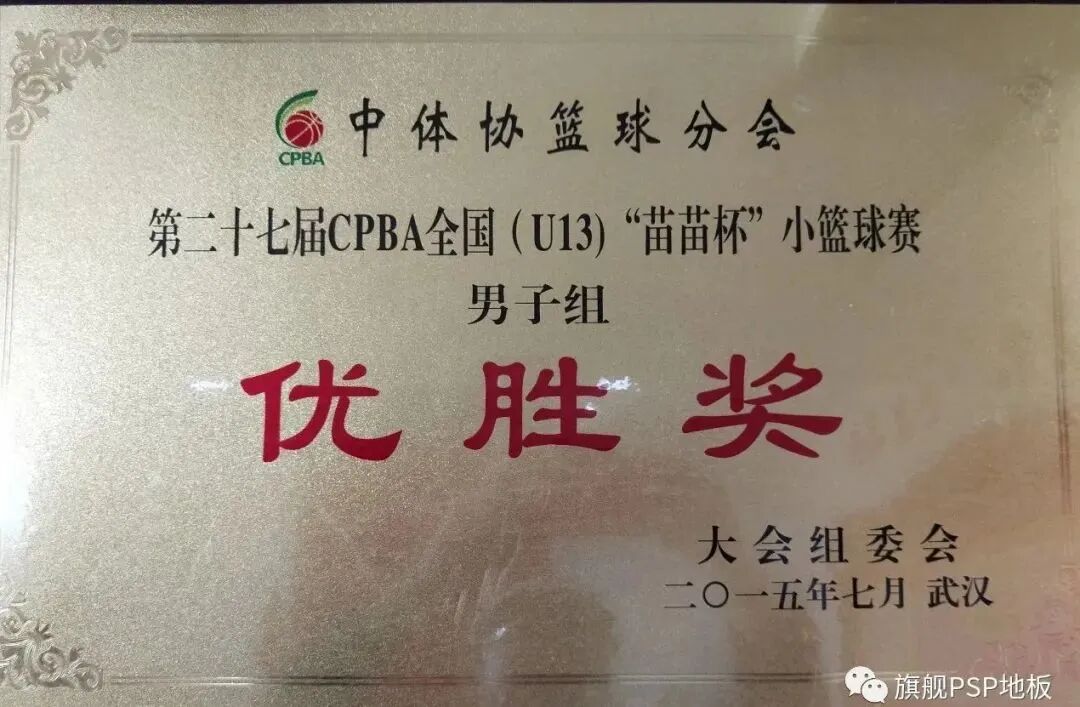 CPBA
中体协篮球分会
第二十七届CPBA全国（U13)“苗苗杯”小篮球赛
男子组
优胜奖
大会组委会
二〇一五年七月 武汉
旗舰PSP地板